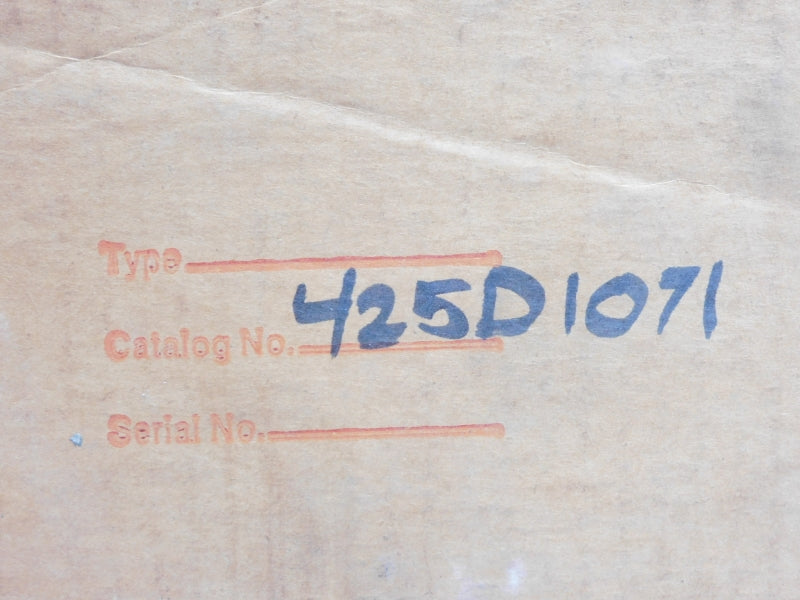 Type
Catalog No. 425D1071
Serial No.